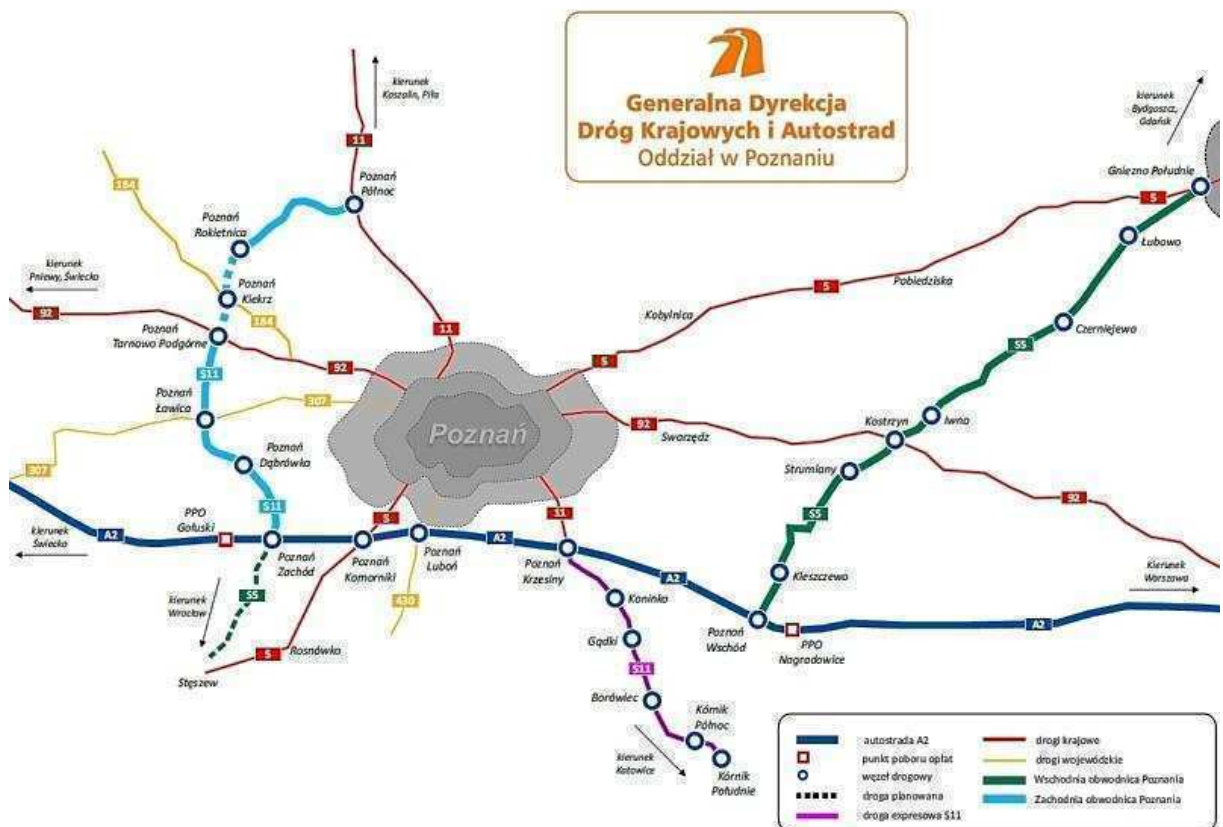 Generalna Dyrekcja
Dróg Krajowych i Autostrad
Oddział w Poznaniu
kierunek
Koszalin, Piła
11
Poznań
Północ
184
Poznań
Rokietnica
kierunek
Pniewy, Świecko
92
Poznań
Kiekrz
184
Poznań
Tarnowo Podgórne
92
11
S11
Poznań
Ławica
307
307
Poznań
Dąbrówka
S11
Poznań
kierunek
Bydgoszcz,
Gdańsk
Gniezno Południe
5
Łubowo
Pobiedziska
5
Kobylnica
5
Czerniejewo
S5
Iwno
Kostrzyn
92
Swarzędz
Strumiany
92
S5
Kleszczewo
kierunek
Świecko
A2
PPO
Gołuski
Poznań
Zachód
5
Poznań
Komorniki
Poznań
Luboń
A2
11
Poznań
Krzesiny
A2
Kierunek
Warszawa
Poznań
Wschód
PPO
Nagradowice
A2
kierunek
Wrocław
S5
430
5
Rosnówko
Stęszew
Koninko
Gądki
S11
Borówiec
Kórnik
Północ
kierunek
Katowice
Kórnik
Południe
autostrada A2
punkt poboru opłat
węzeł drogowy
droga planowana
droga expresowa S11
drogi krajowe
drogi wojewódzkie
Wschodnia obwodnica Poznania
Zachodnia obwodnica Poznania